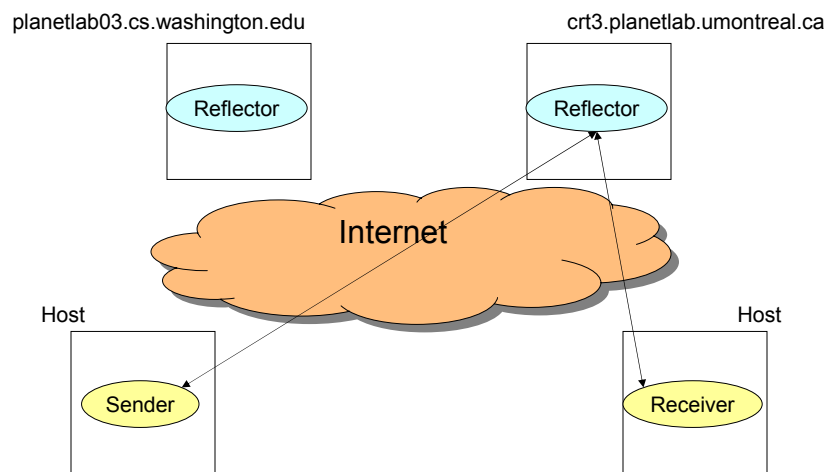 planetlab03.cs.washington.edu
crt3.planetlab.umontreal.ca
Reflector
Reflector
Internet
Host
Host
Sender
Receiver